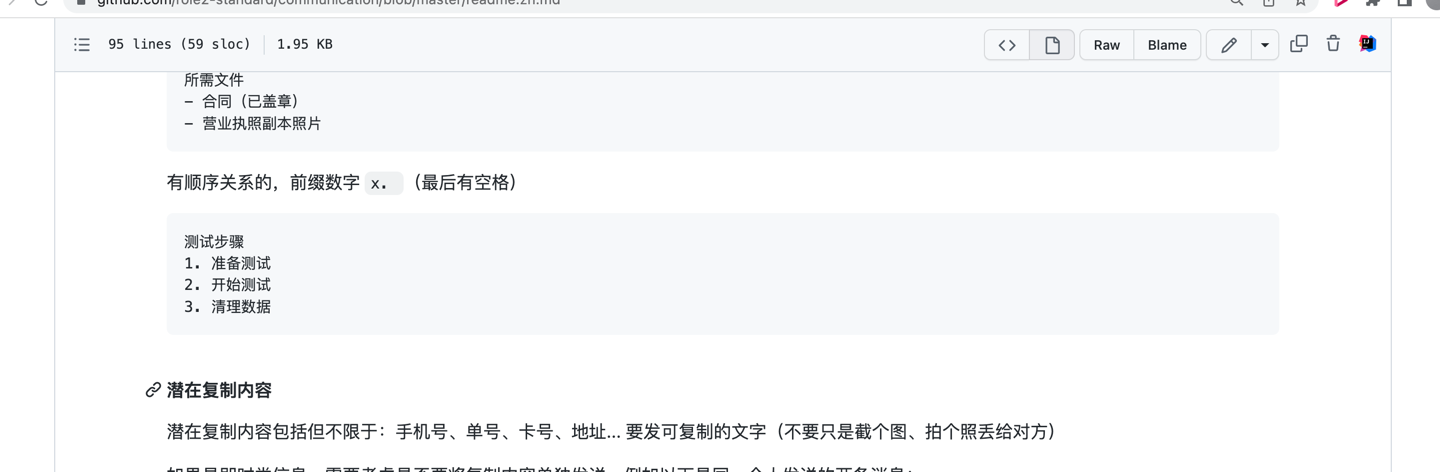 github.com/role2-standard/communication/blob/master/readme.zh.md
95 lines (59 sloc) 1.95 KB
Raw
Blame
所需文件
- 合同（已盖章）
- 营业执照副本照片
有顺序关系的，前缀数字 x. （最后有空格）
测试步骤
1. 准备测试
2. 开始测试
3. 清理数据
潜在复制内容
潜在复制内容包括但不限于：手机号、单号、卡号、地址... 要发可复制的文字（不要只是截个图、拍个照丢给对方）